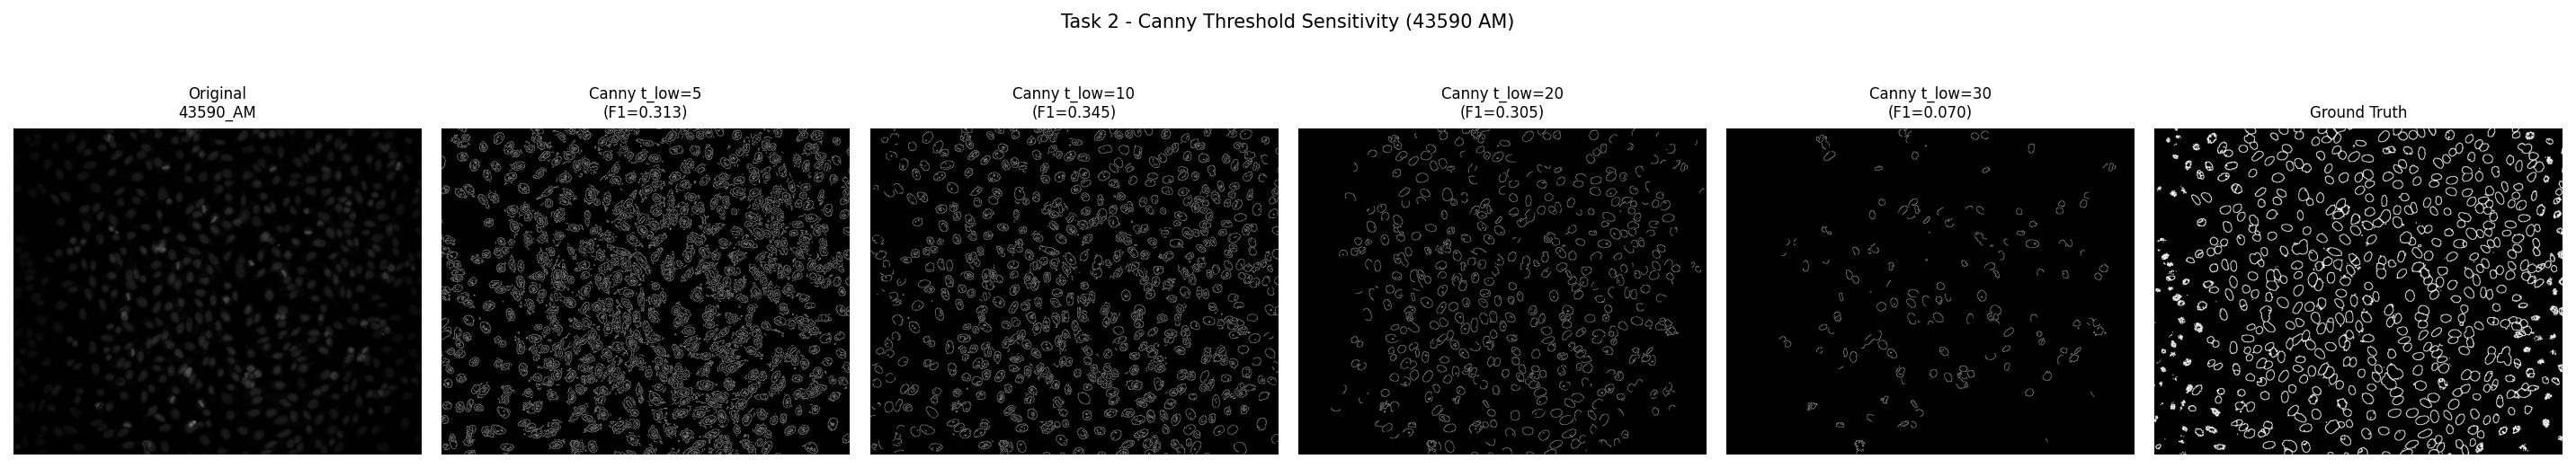 Task 2 - Canny Threshold Sensitivity (43590 AM)
Original
43590_AM
Canny t_low=5
(F1=0.313)
Canny t_low=10
(F1=0.345)
Canny t_low=20
(F1=0.305)
Canny t_low=30
(F1=0.070)
Ground Truth